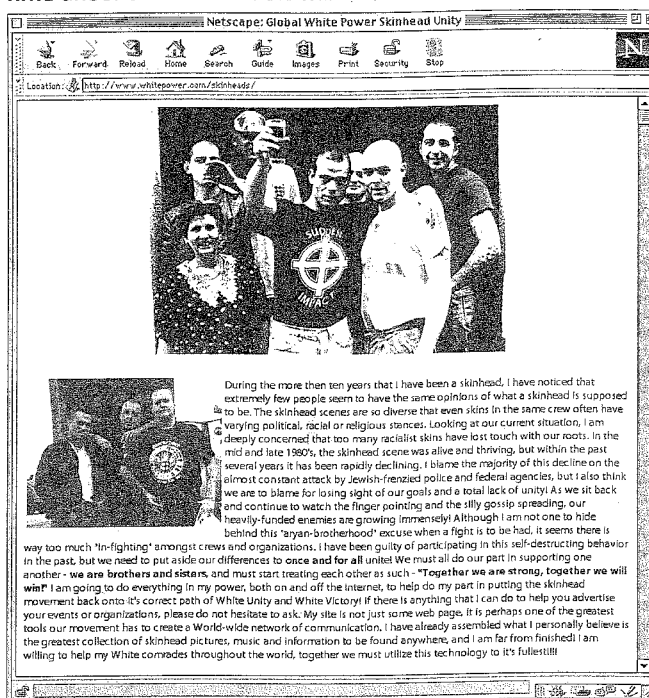 Netscape: Global White Power Skinhead Unity
Back Forward Reload Home Search Guide Images Print Security Stop
N
Location: http://www.whitepower.com/skinheads/
SUDDEN
IMPACT
During the more then ten years that I have been a skinhead, I have noticed that
extremely few people seem to have the same opinions of what a skinhead is supposed
to be. The skinhead scenes are so diverse that even skins in the same crew often have
varying political, racial or religious stances. Looking at our current situation, I am
deeply concerned that too many racialist skins have lost touch with our roots. In the
mid and late 1980's, the skinhead scene was alive and thriving, but within the past
several years it has been rapidly declining. I blame the majority of this decline on the
almost constant attack by Jewish-frenzied police and federal agencies, but I also think
we are to blame for losing sight of our goals and a total lack of unity! As we sit back
and continue to watch the finger pointing and the silly gossip spreading, our
heavily-funded enemies are growing immensely! Although I am not one to hide
behind this 'aryan-brotherhood' excuse when a fight is to be had, it seems there is
way too much 'in-fighting' amongst crews and organizations. I have been guilty of participating in this self-destructing behavior
in the past, but we need to put aside our differences to once and for all unite! We must all do our part in supporting one
another - we are brothers and sisters, and must start treating each other as such - "Together we are strong, together we will
win!" I am going to do everything in my power, both on and off the Internet, to help do my part in putting the skinhead
movement back onto it's correct path of White Unity and White Victory! If there is anything that I can do to help you advertise
your events or organizations, please do not hesitate to ask. My site is not just some web page, it is perhaps one of the greatest
tools our movement has to create a World-wide network of communication. I have already assembled what I personally believe is
the greatest collection of skinhead pictures, music and information to be found anywhere, and I am far from finished! I am
willing to help my White comrades throughout the world, together we must utilize this technology to it's fullest!!!!